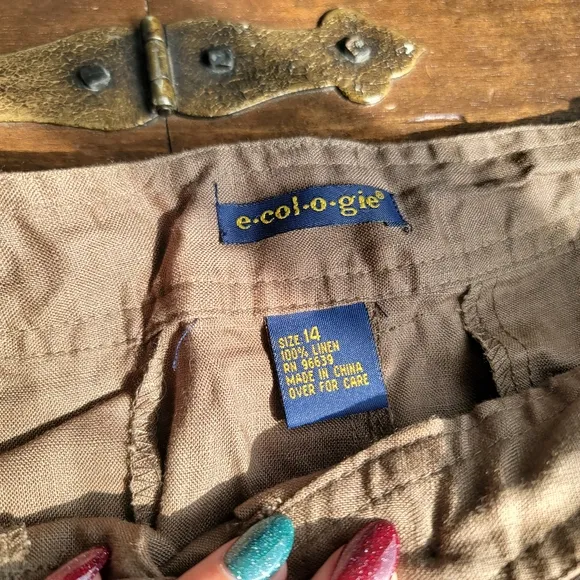 e·col·o·gie®
SIZE 14
100% LINEN
RN 96639
MADE IN CHINA
OVER FOR CARE